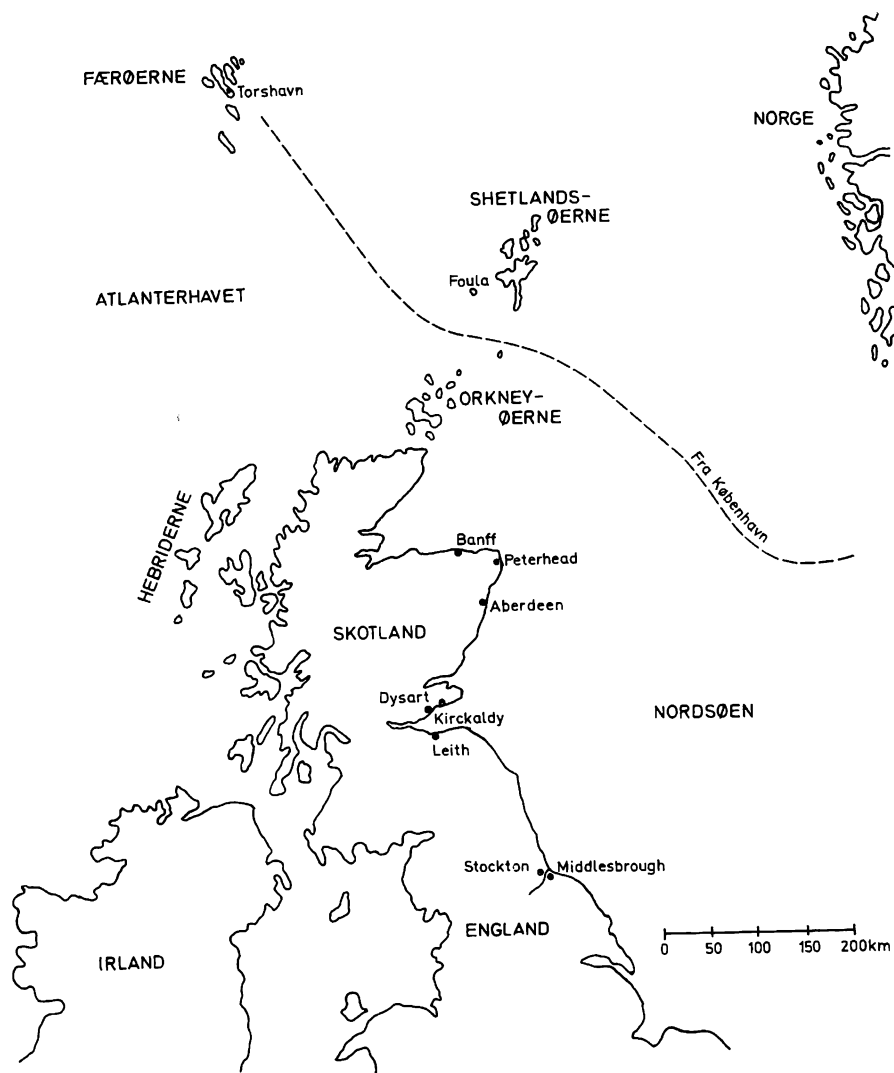 FÆRØERNE
Torshavn
NORGE
SHETLANDS-
ØERNE
Foula
ATLANTERHAVET
ORKNEY-
ØERNE
Fra København
HEBRIDERNE
Banff
Peterhead
Aberdeen
SKOTLAND
Dysart
Kirckaldy
Leith
NORDSØEN
Stockton
Middlesbrough
ENGLAND
IRLAND
0 50 100 150 200km